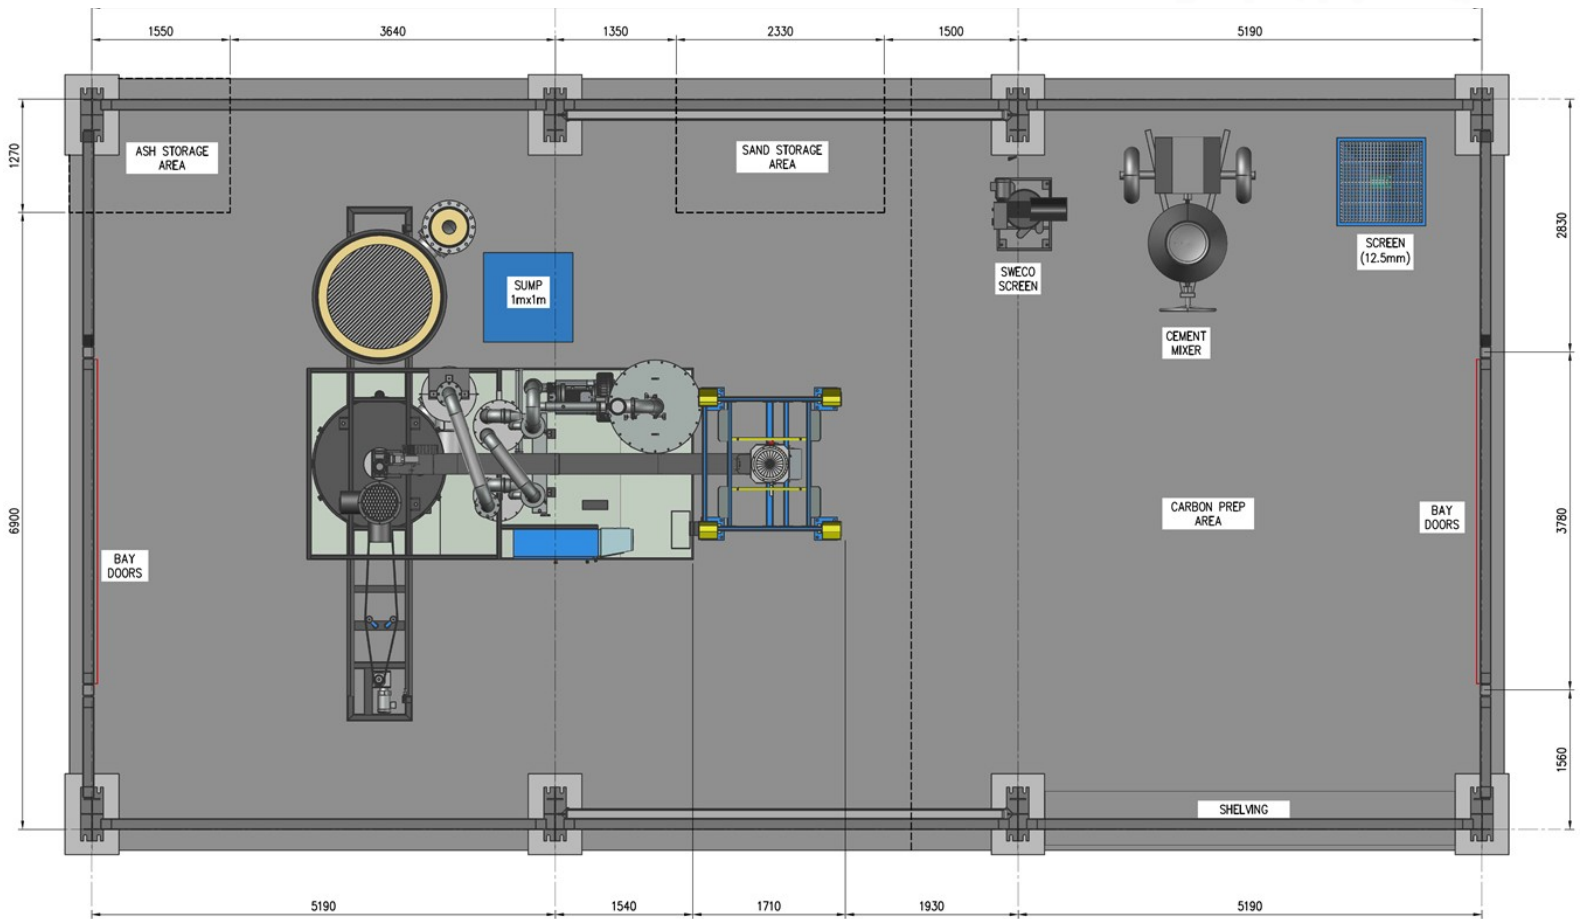 1550
3640
1350
2330
1500
5190
1270
6900
ASH STORAGE
AREA
SAND STORAGE
AREA
SUMP
1mx1m
SWECO
SCREEN
CEMENT
MIXER
SCREEN
(12.5mm)
2830
3780
1560
CARBON PREP
AREA
BAY
DOORS
BAY
DOORS
SHELVING
5190
1540
1710
1930
5190